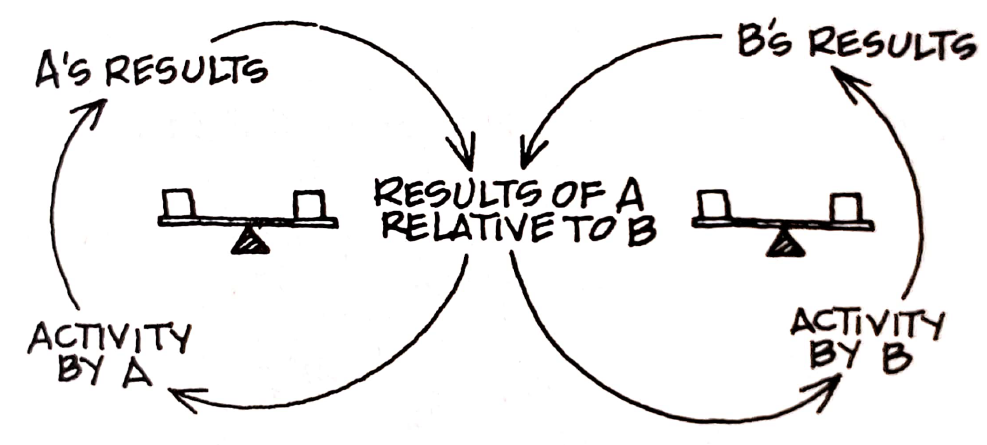 A'S RESULTS
B'S RESULTS
RESULTS OF A
RELATIVE TO B
ACTIVITY
BY A
ACTIVITY
BY B